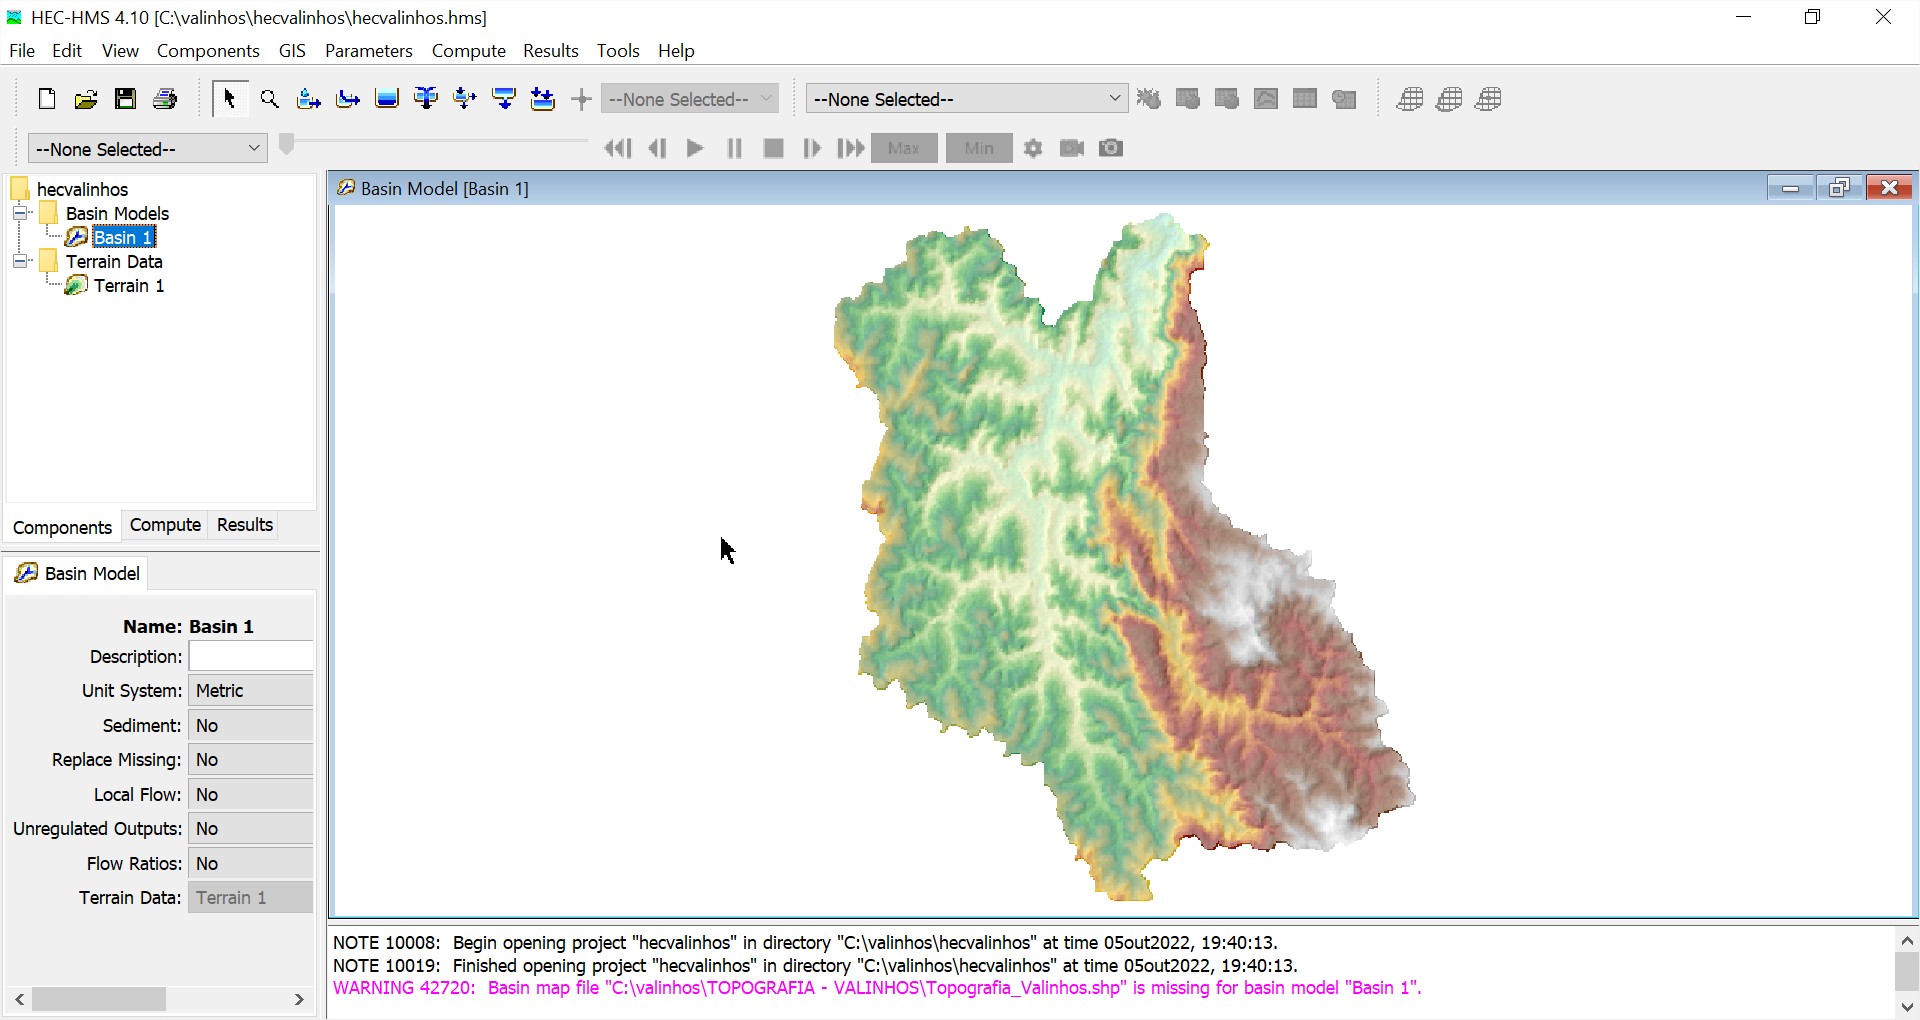 HEC-HMS 4.10 [C:\valinhos\hecvalinhos\hecvalinhos.hms]
File Edit View Components GIS Parameters Compute Results Tools Help
--None Selected-- --None Selected--
--None Selected-- Max Min
hecvalinhos
Basin Models
Basin 1
Terrain Data
Terrain 1
Components Compute Results
Basin Model
Name: Basin 1
Description:
Unit System: Metric
Sediment: No
Replace Missing: No
Local Flow: No
Unregulated Outputs: No
Flow Ratios: No
Terrain Data: Terrain 1
Basin Model [Basin 1]
NOTE 10008: Begin opening project "hecvalinhos" in directory "C:\valinhos\hecvalinhos" at time 05out2022, 19:40:13.
NOTE 10019: Finished opening project "hecvalinhos" in directory "C:\valinhos\hecvalinhos" at time 05out2022, 19:40:13.
WARNING 42720: Basin map file "C:\valinhos\TOPOGRAFIA - VALINHOS\Topografia_Valinhos.shp" is missing for basin model "Basin 1".